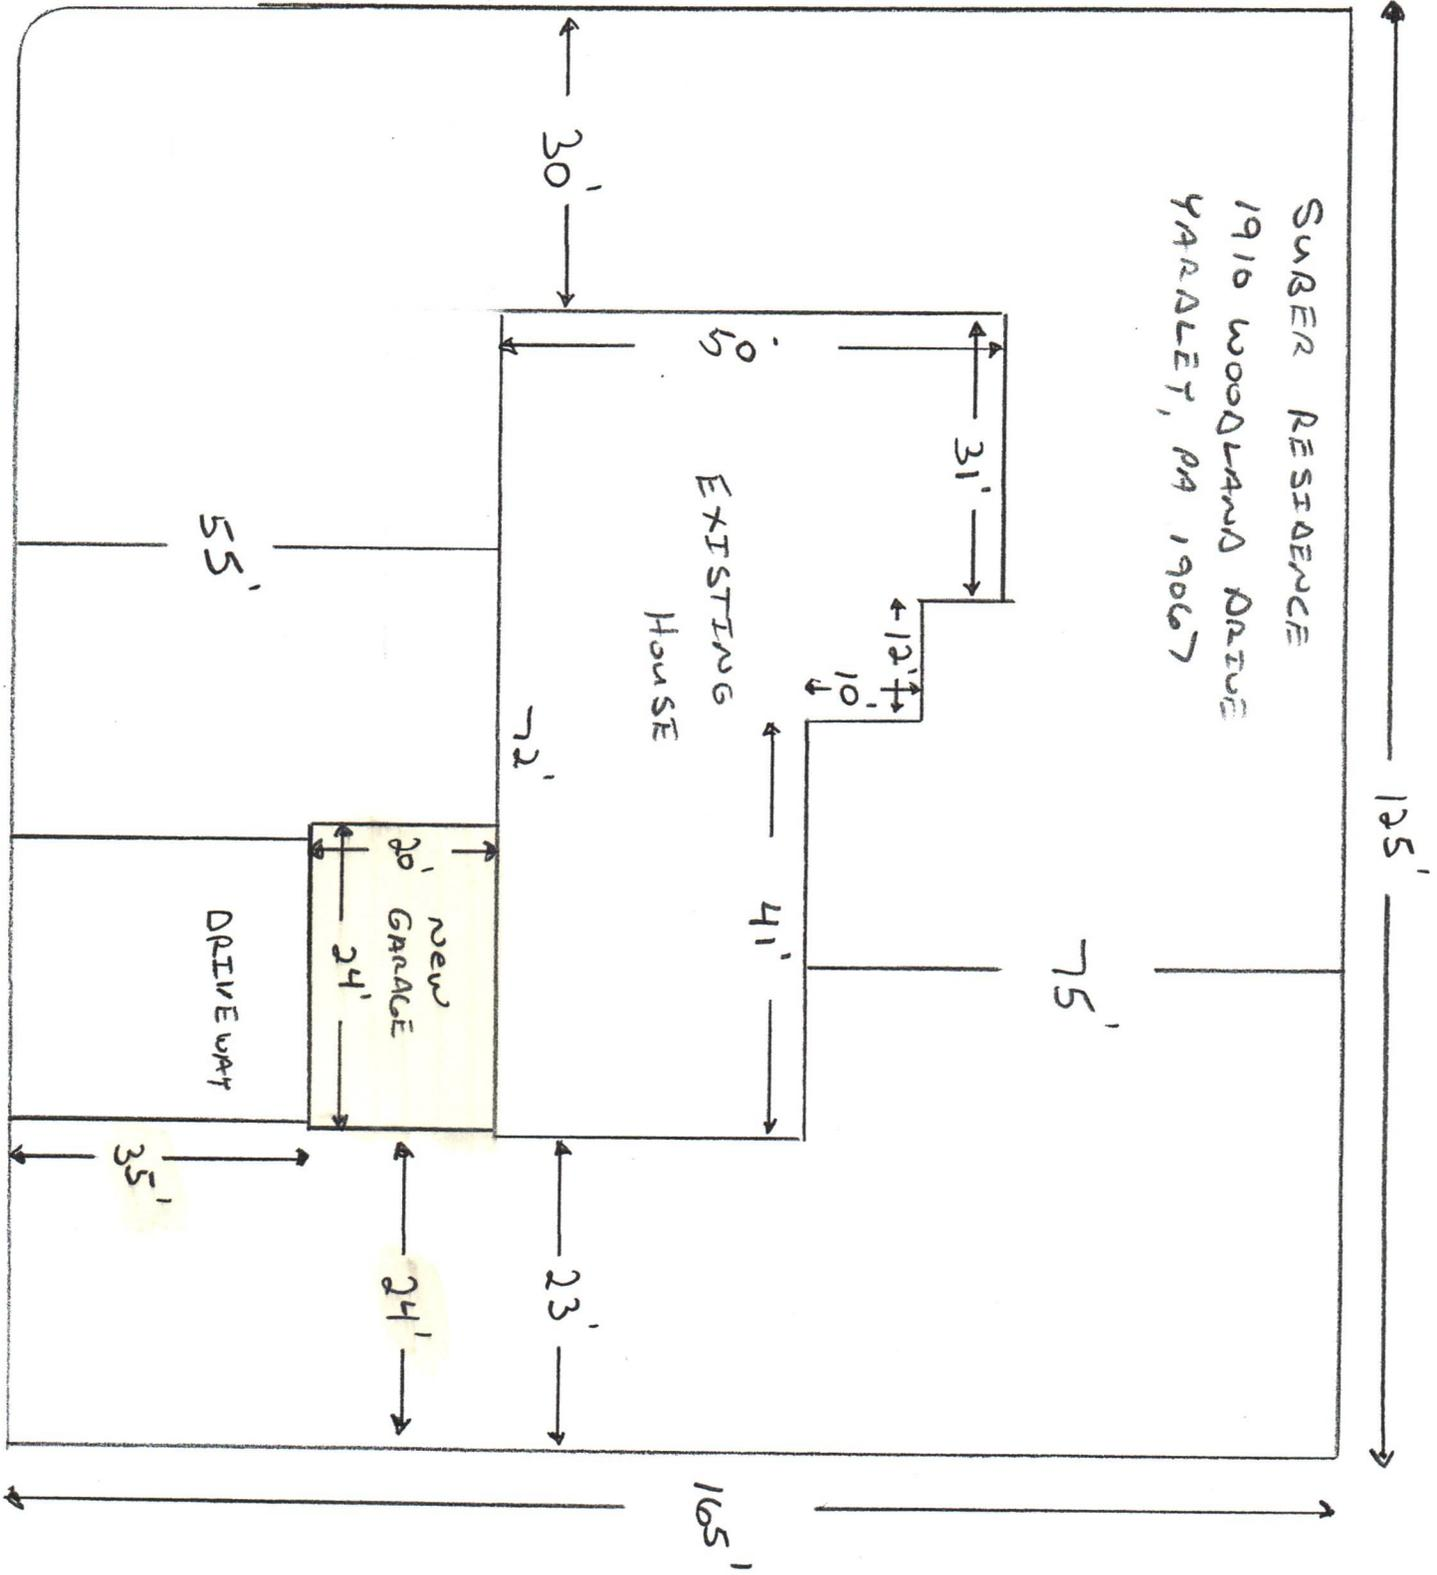 125'
SUBER RESIDENCE
1910 WOODLAND DRIVE
YARDLEY, PA 19067
75'
31'
12'
10'
41'
50'
EXISTING
HOUSE
165'
30'
23'
72'
NEW
GARAGE
20'
24'
24'
55'
DRIVEWAY
35'